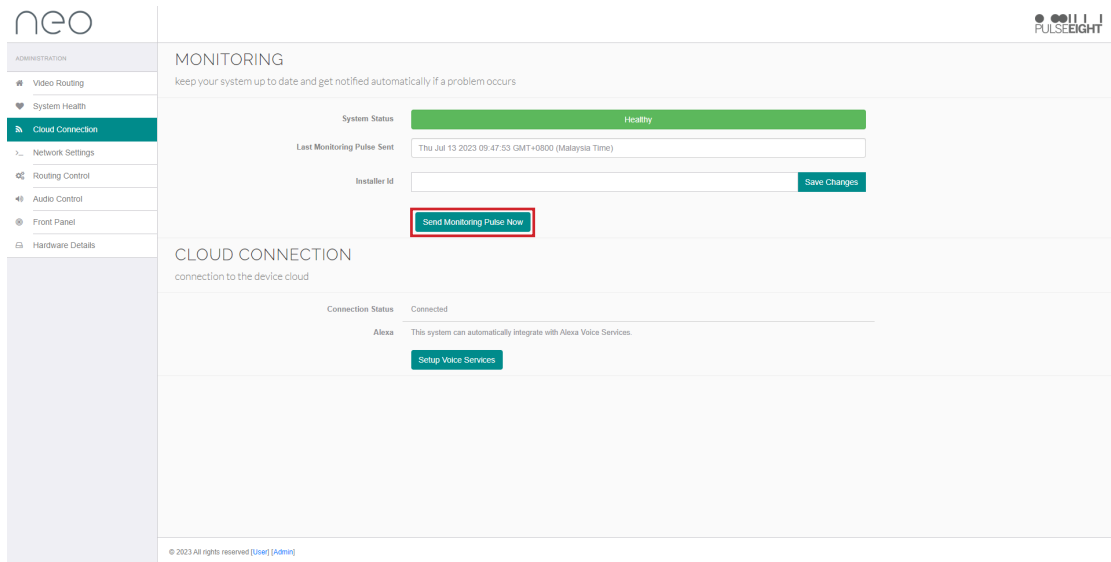 neo
PULSEEIGHT
ADMINISTRATION
Video Routing
System Health
Cloud Connection
Network Settings
Routing Control
Audio Control
Front Panel
Hardware Details
MONITORING
keep your system up to date and get notified automatically if a problem occurs
System Status Healthy
Last Monitoring Pulse Sent Thu Jul 13 2023 09:47:53 GMT+0800 (Malaysia Time)
Installer Id Save Changes
Send Monitoring Pulse Now
CLOUD CONNECTION
connection to the device cloud
Connection Status Connected
Alexa This system can automatically integrate with Alexa Voice Services.
Setup Voice Services
© 2023 All rights reserved [User] [Admin]